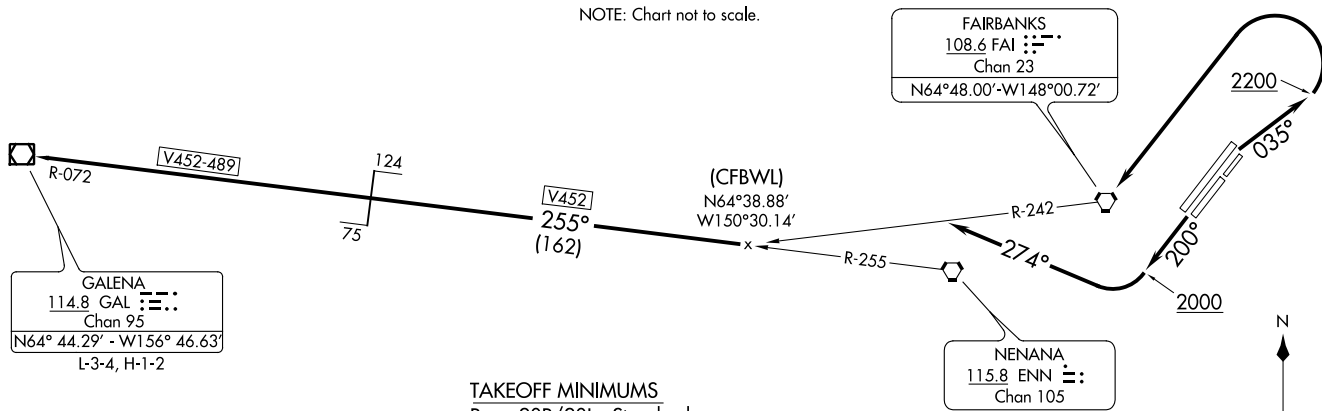 NOTE: Chart not to scale.
FAIRBANKS
108.6 FAI
Chan 23
N64°48.00'-W148°00.72'
2200
035°
V452-489
R-072
124
75
V452
255°
(162)
(CFBWL)
N64°38.88'
W150°30.14'
x
R-242
R-255
274°
200°
2000
GALENA
114.8 GAL
Chan 95
N64° 44.29' - W156° 46.63'
L-3-4, H-1-2
NENANA
115.8 ENN
Chan 105
N
TAKEOFF MINIMUMS